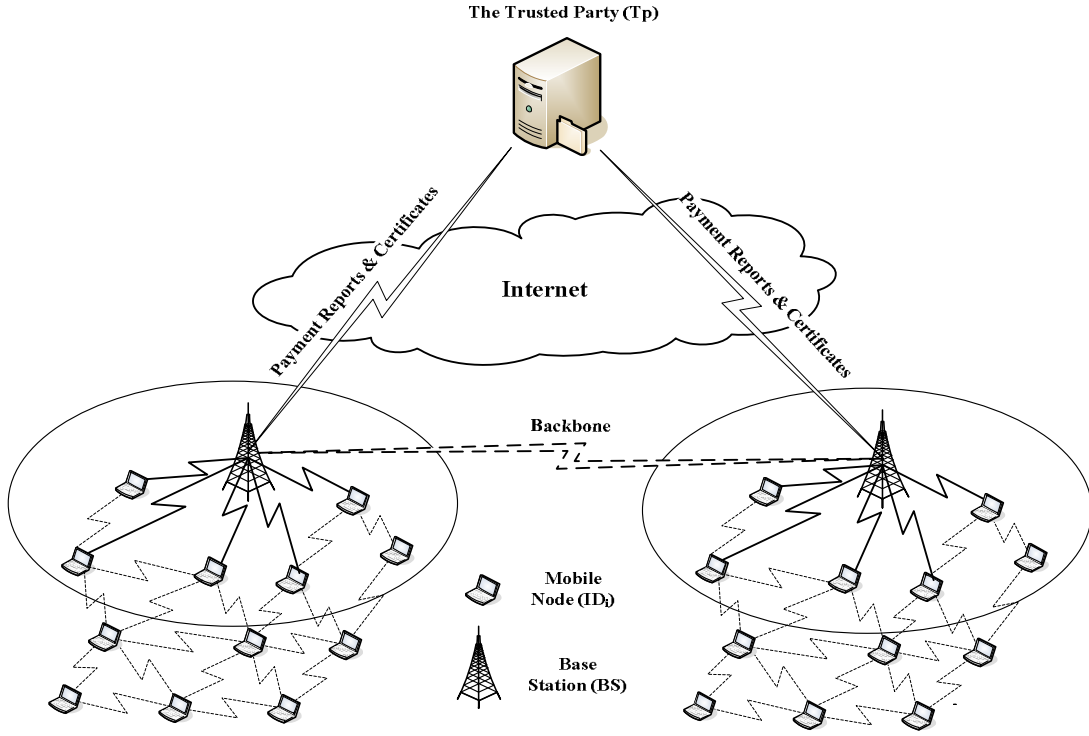 The Trusted Party (Tp)
Payment Reports & Certificates
Payment Reports & Certificates
Internet
Backbone
Mobile
Node (IDi)
Base
Station (BS)